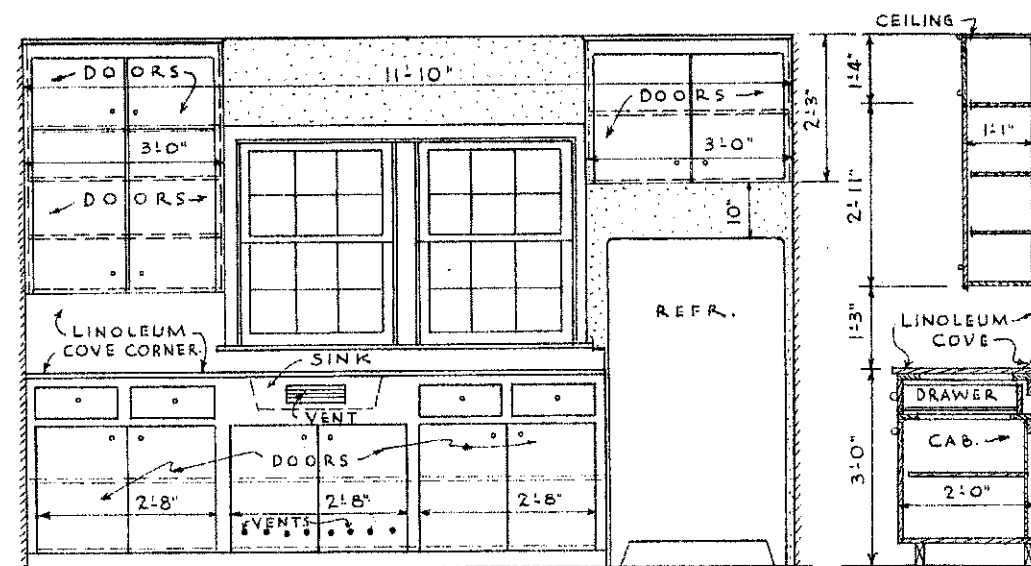 CEILING
DOORS
11'-10"
DOORS
1'-4"
2'-3"
3'-0"
3'-0"
1'-1"
DOORS
2'-11"
10"
REFR.
LINOLEUM
COVE CORNER
SINK
1'-3"
LINOLEUM
COVE
VENT
DRAWER
DOORS
CAB.
3'-0"
2'-8"
2'-8"
2'-8"
2'-0"
VENTS